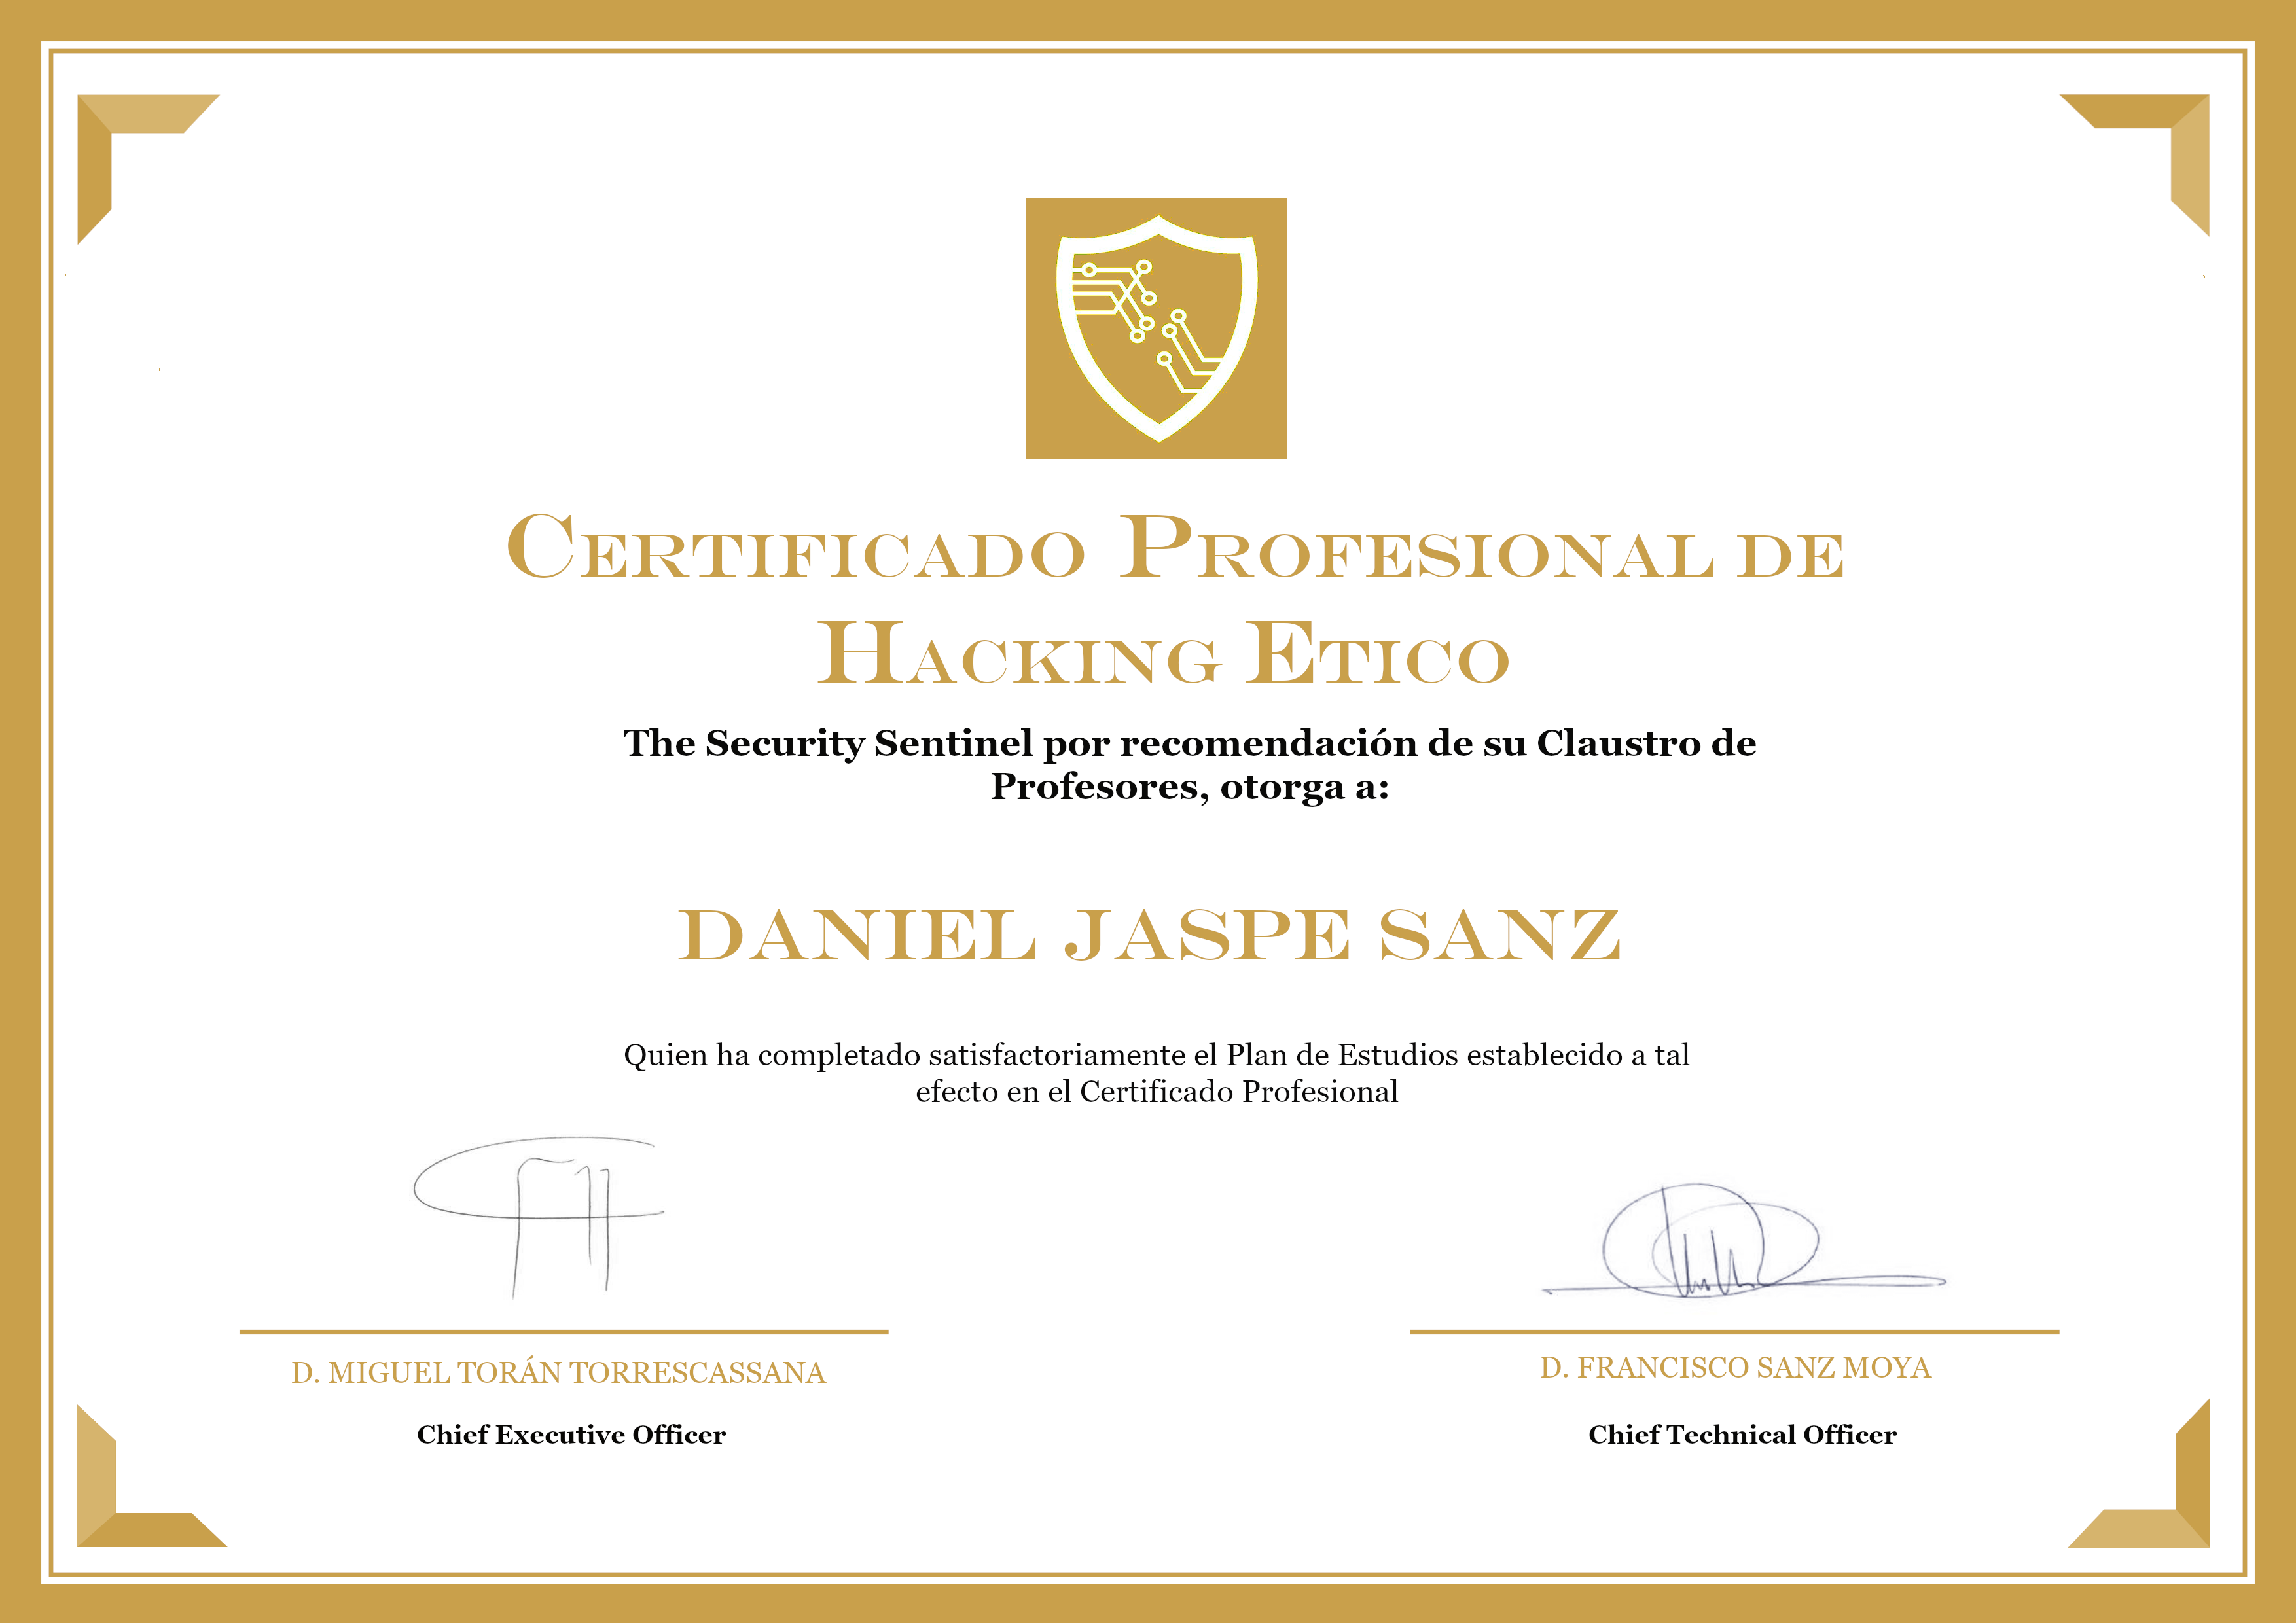 CERTIFICADO PROFESIONAL DE
HACKING ETICO
The Security Sentinel por recomendación de su Claustro de
Profesores, otorga a:
DANIEL JASPE SANZ
Quien ha completado satisfactoriamente el Plan de Estudios establecido a tal
efecto en el Certificado Profesional
D. MIGUEL TORÁN TORRESCASSANA
D. FRANCISCO SANZ MOYA
Chief Executive Officer
Chief Technical Officer